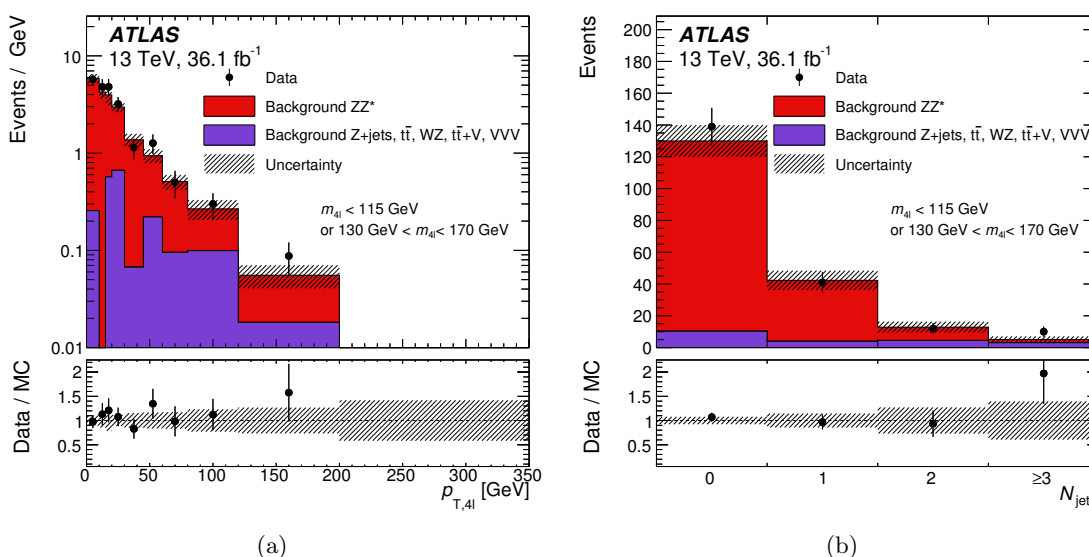 ATLAS
13 TeV, 36.1 fb⁻¹
Data
Background ZZ*
Background Z+jets, tt̄, WZ, tt̄+V, VVV
Uncertainty
m4l < 115 GeV
or 130 GeV < m4l < 170 GeV
Events / GeV
10
1
0.1
0.01
Data / MC
2
1.5
1
0.5
0 50 100 150 200 250 300 350
pT,4l [GeV]
(a)
ATLAS
13 TeV, 36.1 fb⁻¹
Data
Background ZZ*
Background Z+jets, tt̄, WZ, tt̄+V, VVV
Uncertainty
m4l < 115 GeV
or 130 GeV < m4l < 170 GeV
Events
200
180
160
140
120
100
80
60
40
20
0
Data / MC
2
1.5
1
0.5
0 1 2 ≥3
Njet
(b)